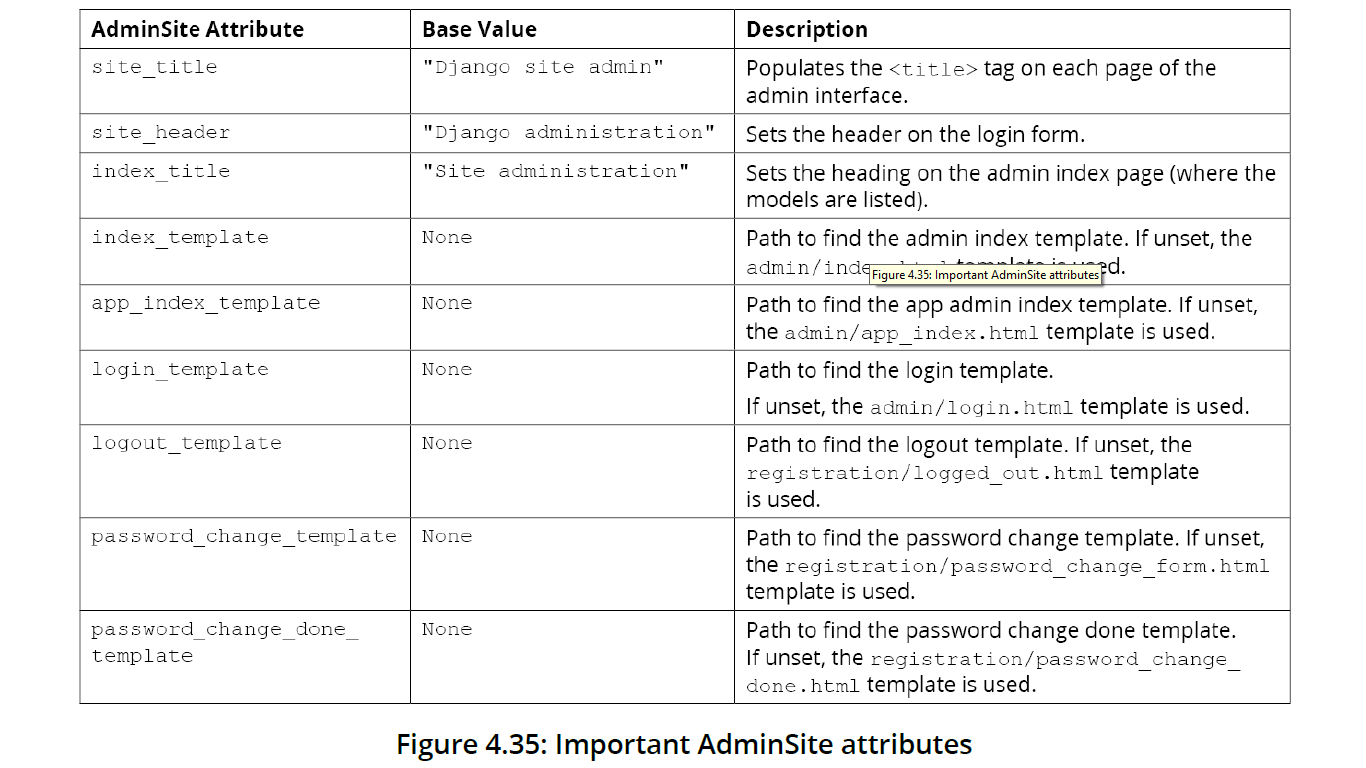 AdminSite Attribute Base Value Description
site_title "Django site admin" Populates the <title> tag on each page of the
admin interface.
site_header "Django administration" Sets the header on the login form.
index_title "Site administration" Sets the heading on the admin index page (where the
models are listed).
index_template None Path to find the admin index template. If unset, the
admin/inde
Figure 4.35: Important AdminSite attributes
app_index_template None Path to find the app admin index template. If unset,
the admin/app_index.html template is used.
login_template None Path to find the login template.
If unset, the admin/login.html template is used.
logout_template None Path to find the logout template. If unset, the
registration/logged_out.html template
is used.
password_change_template None Path to find the password change template. If unset,
the registration/password_change_form.html
template is used.
password_change_done_ None Path to find the password change done template.
template If unset, the registration/password_change_
done.html template is used.
Figure 4.35: Important AdminSite attributes